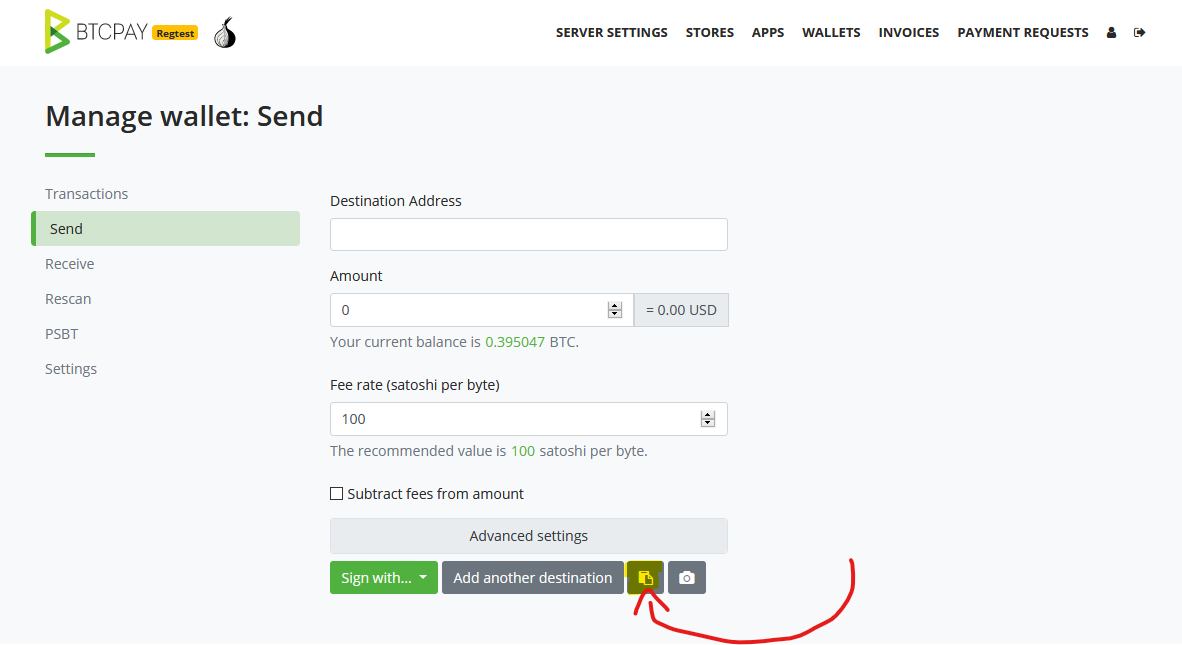 BTCPAY Regtest
SERVER SETTINGS STORES APPS WALLETS INVOICES PAYMENT REQUESTS
Manage wallet: Send
Transactions
Send
Receive
Rescan
PSBT
Settings
Destination Address
Amount
0 = 0.00 USD
Your current balance is 0.395047 BTC.
Fee rate (satoshi per byte)
100
The recommended value is 100 satoshi per byte.
Subtract fees from amount
Advanced settings
Sign with... Add another destination